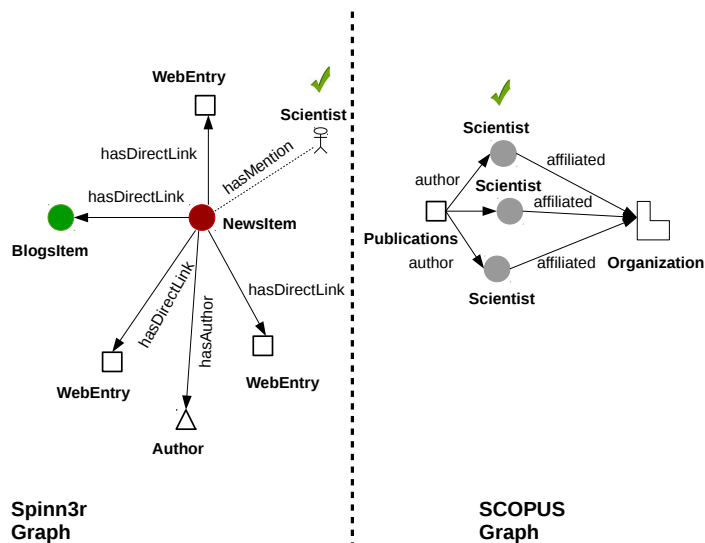 WebEntry
Scientist
hasDirectLink
hasMention
hasDirectLink
NewsItem
BlogsItem
hasDirectLink
hasAuthor
hasDirectLink
WebEntry
WebEntry
Author
Spinn3r
Graph
Scientist
affiliated
author
Scientist
affiliated
Publications
author
affiliated
Organization
Scientist
SCOPUS
Graph